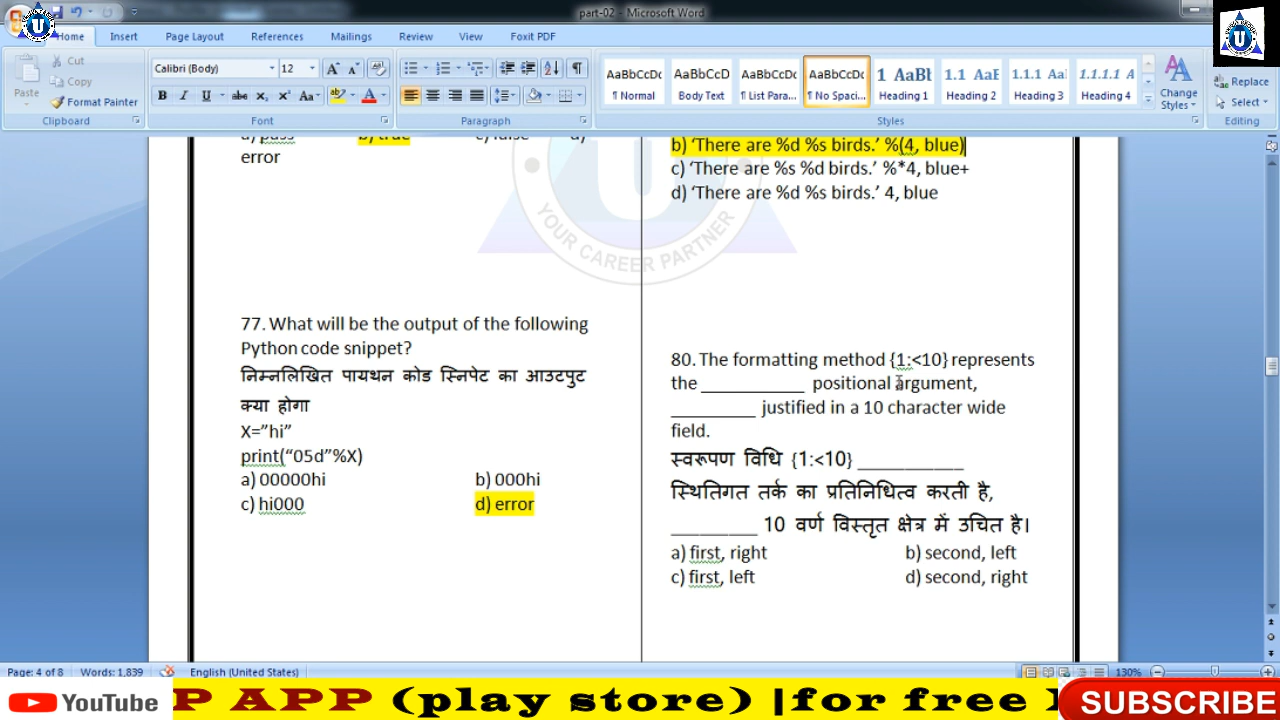 part-02 - Microsoft Word
Home Insert Page Layout References Mailings Review View Foxit PDF
Cut
Copy
Format Painter
Paste
Clipboard
Calibri (Body) 12
Font
Paragraph
AaBbCcDc AaBbCcD AaBbCcDc AaBbCcDc 1 AaBb 1.1 AaB 1.1.1 Aa 1.1.1.1 A
¶ Normal Body Text ¶ List Para... ¶ No Spaci... Heading 1 Heading 2 Heading 3 Heading 4
Change Styles
Styles
Replace
Select
Editing
a) pass b) true c) false d)
error
77. What will be the output of the following
Python code snippet?
निम्नलिखित पायथन कोड स्निपेट का आउटपुट
क्या होगा
X=”hi”
print(“05d”%X)
a) 00000hi b) 000hi
c) hi000 d) error
b) ‘There are %d %s birds.’ %(4, blue)
c) ‘There are %s %d birds.’ %*4, blue+
d) ‘There are %d %s birds.’ 4, blue
YOUR CAREER PARTNER
80. The formatting method {1:<10} represents
the ___________ positional argument,
_________ justified in a 10 character wide
field.
स्वरूपण विधि {1:<10} ___________
स्थितिगत तर्क का प्रतिनिधित्व करती है,
_________ 10 वर्ण विस्तृत क्षेत्र में उचित है।
a) first, right b) second, left
c) first, left d) second, right
Page: 4 of 8 Words: 1,839 English (United States) 130%
YouTube P APP (play store) |for free SUBSCRIBE